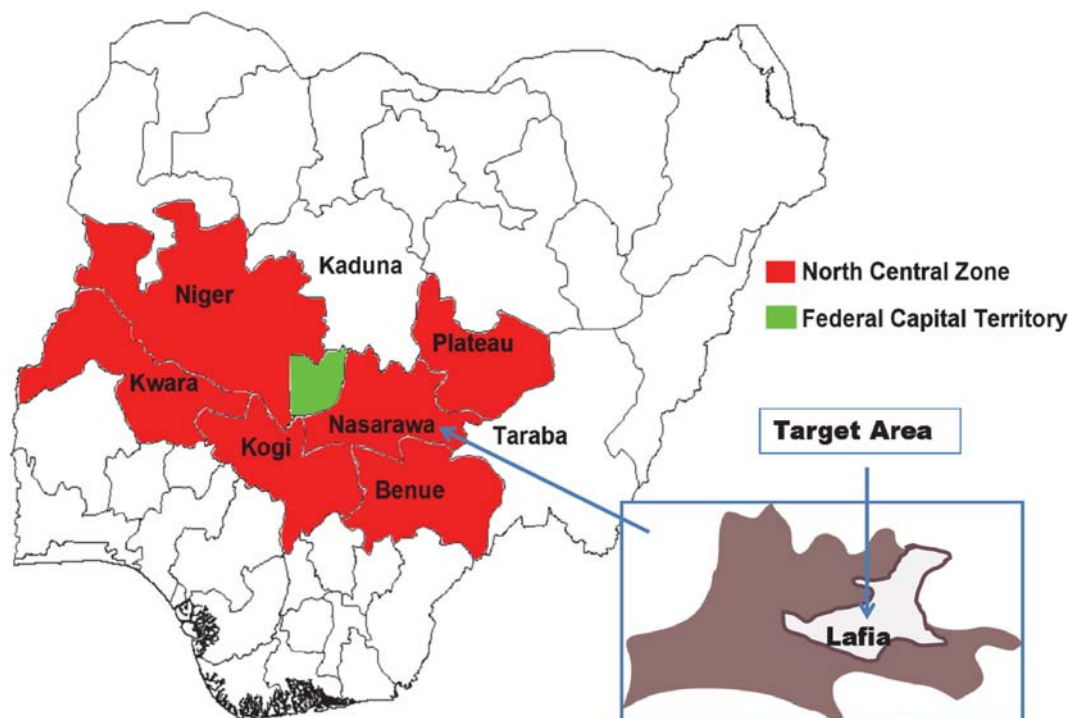 Kaduna
North Central Zone
Niger
Federal Capital Territory
Plateau
Kwara
Nasarawa
Taraba
Target Area
Kogi
Benue
Lafia